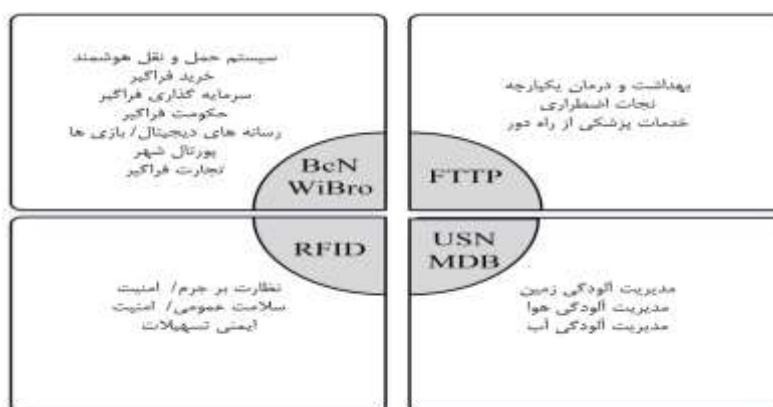 سیستم حمل و نقل هوشمند
خرید فراگیر
سرمایه گذاری فراگیر
حکومت فراگیر
رسانه های دیجیتال/ بازی ها
پورتال شهر
تجارت فراگیر
BcN
WiBro
بهداشت و درمان یکپارچه
نجات اضطراری
خدمات پزشکی از راه دور
FTTP
RFID
نظارت بر جرم/ امنیت
سلامت عمومی/ امنیت
ایمنی تسهیلات
USN
MDB
مدیریت آلودگی زمین
مدیریت آلودگی هوا
مدیریت آلودگی آب